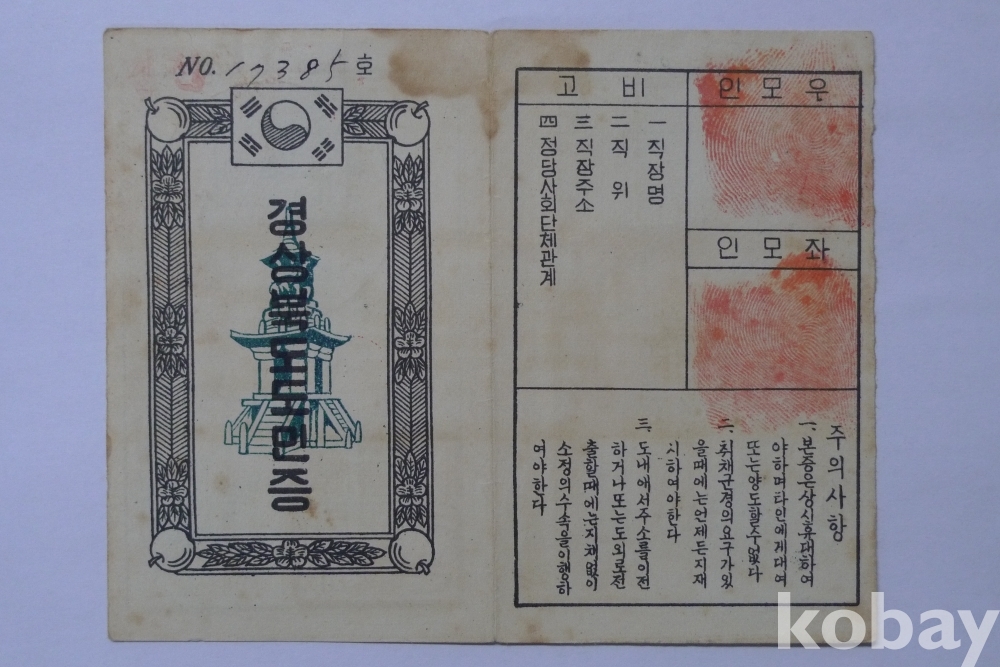 NO. 17385호
경상북도도민증
우모인
좌모인
비고
一 직장명
二 직위
三 직장주소
四 정당사회단체관계
주의사항
一. 본증은상시휴대하여
야하며타인에게대여
또는양도할수없다
二. 취채군경의요구가있
을때에는언제든지재
시하여야한다
三. 도내에서주소를이전
하거나또는도외로전
출할때에는지체없이
소정의수속을이행하
여야한다
kobay